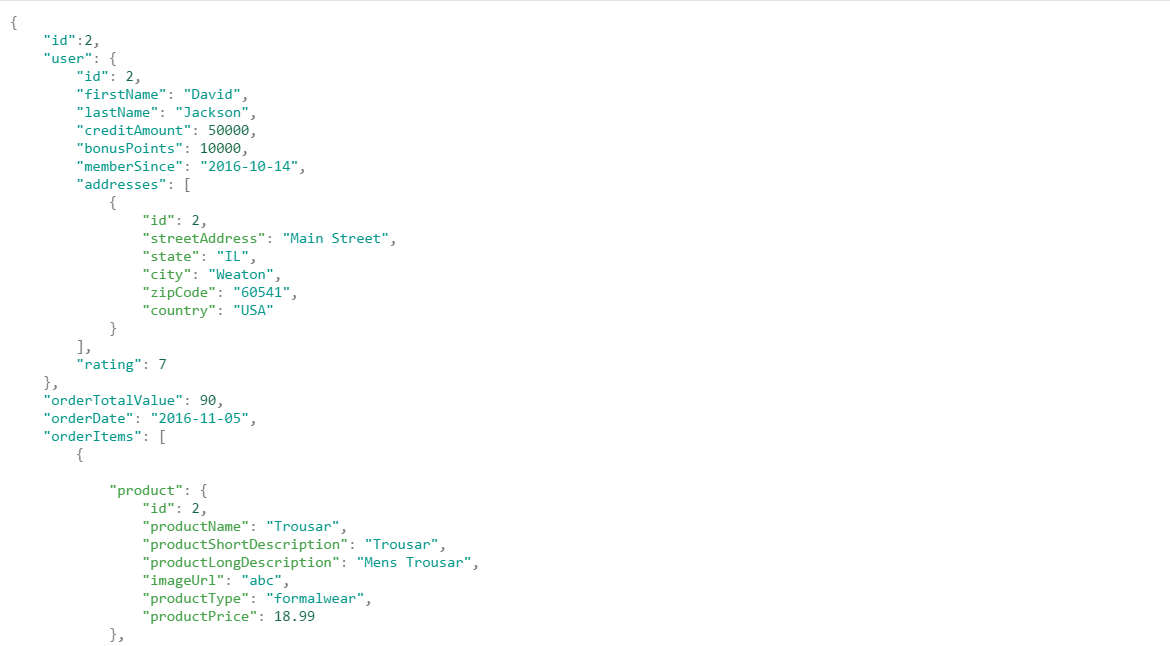 {
    "id":2,
    "user": {
        "id": 2,
        "firstName": "David",
        "lastName": "Jackson",
        "creditAmount": 50000,
        "bonusPoints": 10000,
        "memberSince": "2016-10-14",
        "addresses": [
            {
                "id": 2,
                "streetAddress": "Main Street",
                "state": "IL",
                "city": "Weaton",
                "zipCode": "60541",
                "country": "USA"
            }
        ],
        "rating": 7
    },
    "orderTotalValue": 90,
    "orderDate": "2016-11-05",
    "orderItems": [
        {
            "product": {
                "id": 2,
                "productName": "Trousar",
                "productShortDescription": "Trousar",
                "productLongDescription": "Mens Trousar",
                "imageUrl": "abc",
                "productType": "formalwear",
                "productPrice": 18.99
            },